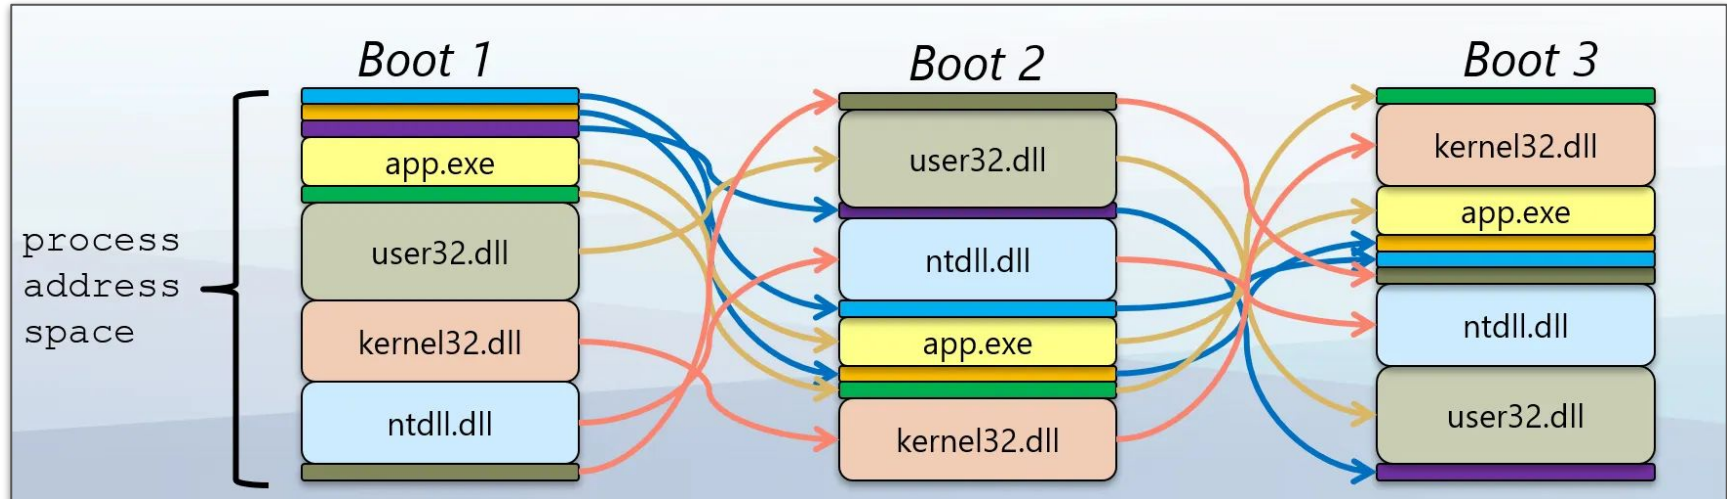 Boot 1
Boot 2
Boot 3
process
address
space
app.exe
user32.dll
kernel32.dll
ntdll.dll
user32.dll
ntdll.dll
app.exe
kernel32.dll
kernel32.dll
app.exe
ntdll.dll
user32.dll